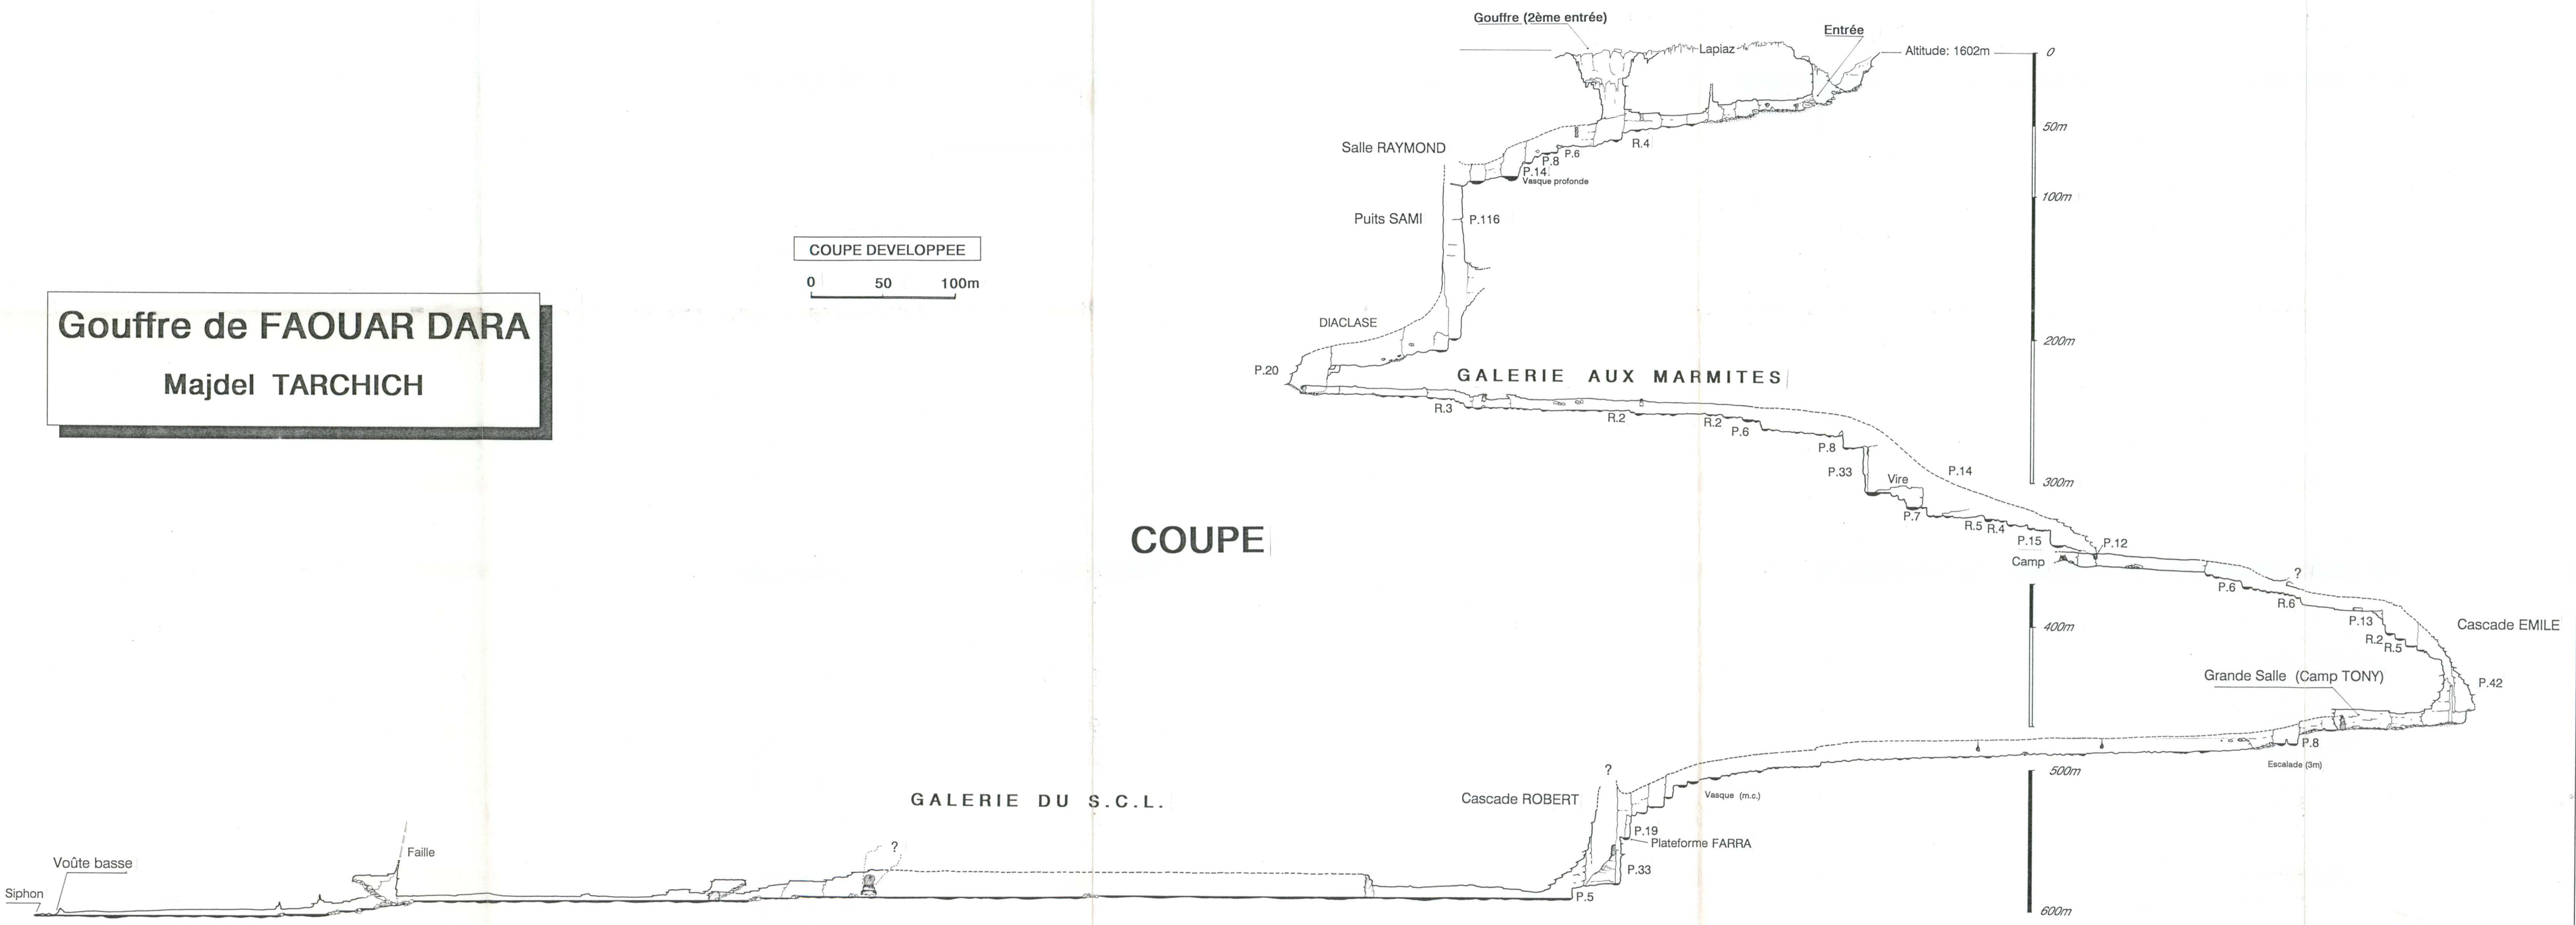 Gouffre (2ème entrée)
Entrée
Lapiaz
Altitude: 1602m
0
50m
R.4
Salle RAYMOND
P.6
P.8
P.14
Vasque profonde
100m
Puits SAMI
P.116
COUPE DEVELOPPEE
0 50 100m
Gouffre de FAOUAR DARA
Majdel TARCHICH
DIACLASE
200m
P.20
GALERIE AUX MARMITES
R.3
R.2
R.2
P.6
P.8
P.33
P.14
Vire
300m
P.7
R.5
R.4
COUPE
P.15
P.12
Camp
?
P.6
R.6
P.13
Cascade EMILE
400m
R.2
R.5
Grande Salle (Camp TONY)
P.42
P.8
Escalade (3m)
?
500m
GALERIE DU S.C.L.
Cascade ROBERT
Vasque (m.c.)
P.19
Plateforme FARRA
Faille
?
Voûte basse
P.33
Siphon
P.5
600m